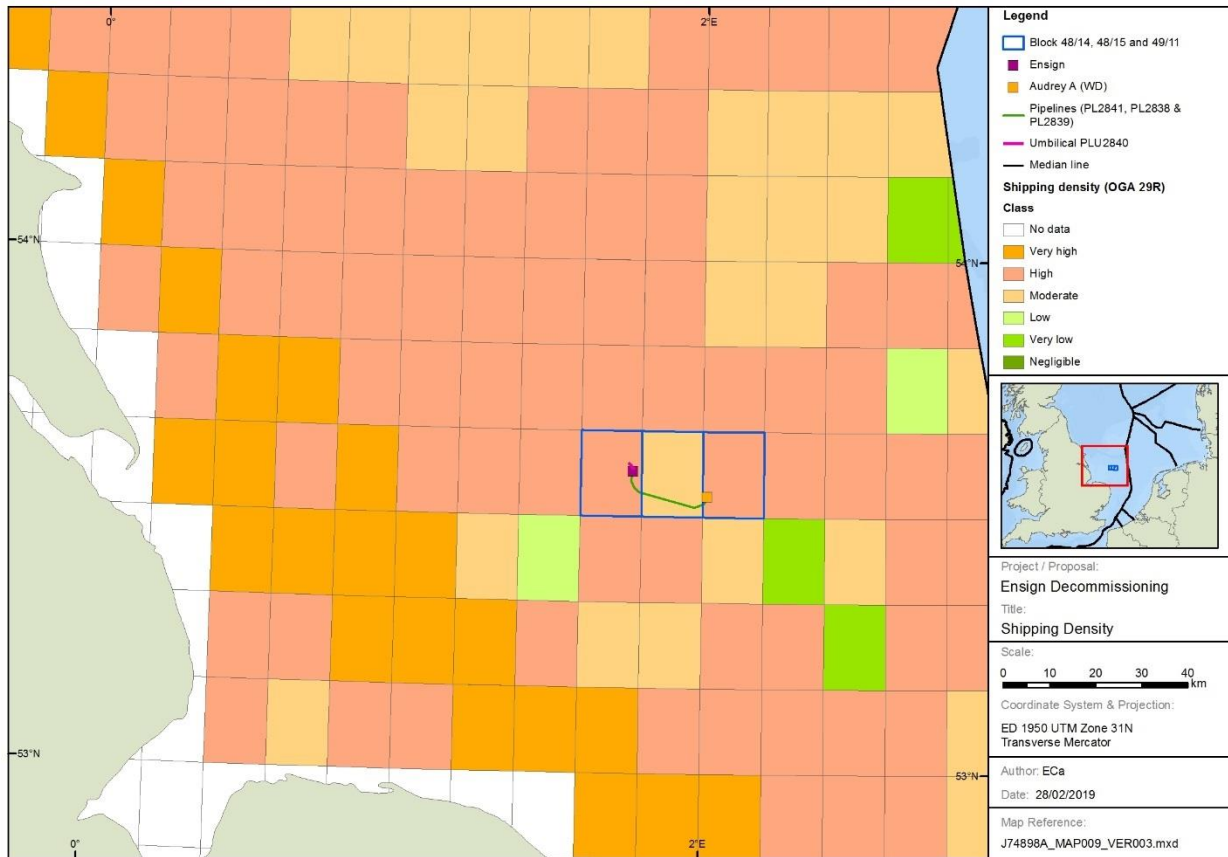 0°
2°E
54°N
54°N
53°N
53°N
0°
2°E
Legend
Block 48/14, 48/15 and 49/11
Ensign
Audrey A (WD)
Pipelines (PL2841, PL2838 &
PL2839)
Umbilical PLU2840
Median line
Shipping density (OGA 29R)
Class
No data
Very high
High
Moderate
Low
Very low
Negligible
Project / Proposal:
Ensign Decommissioning
Title:
Shipping Density
Scale:
0 10 20 30 40
km
Coordinate System & Projection:
ED 1950 UTM Zone 31N
Transverse Mercator
Author: ECa
Date: 28/02/2019
Map Reference:
J74898A_MAP009_VER003.mxd